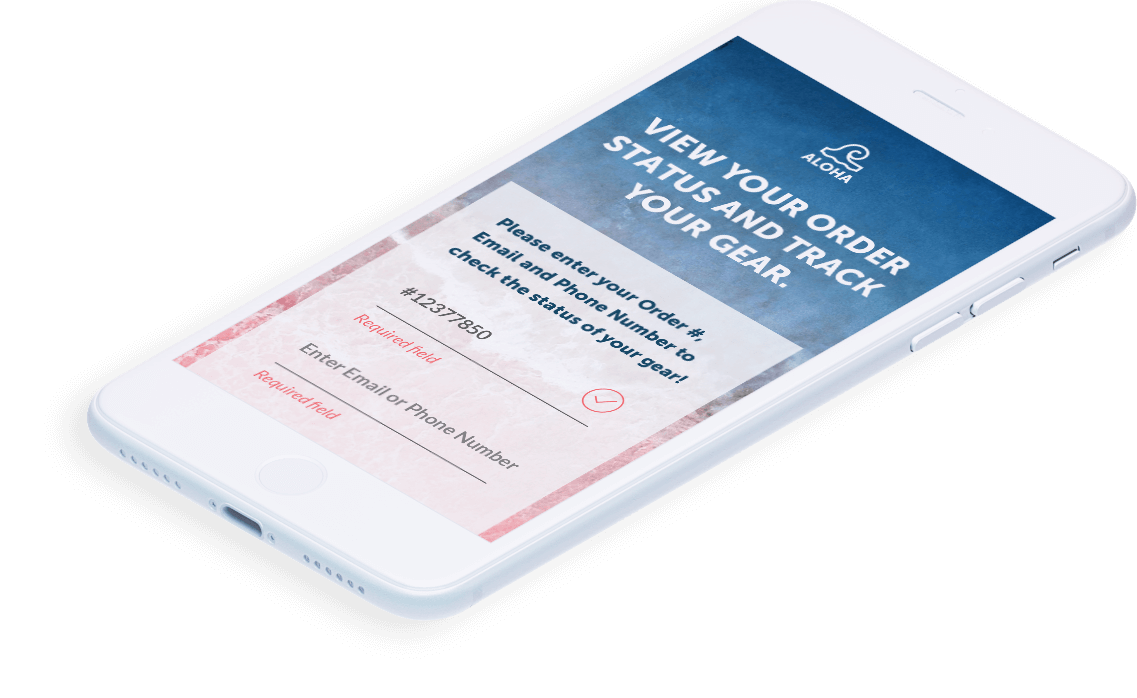 ALOHA
VIEW YOUR ORDER
STATUS AND TRACK
YOUR GEAR.
Please enter your Order #,
Email and Phone Number to
check the status of your gear!
#12377850
Required field
Enter Email or Phone Number
Required field